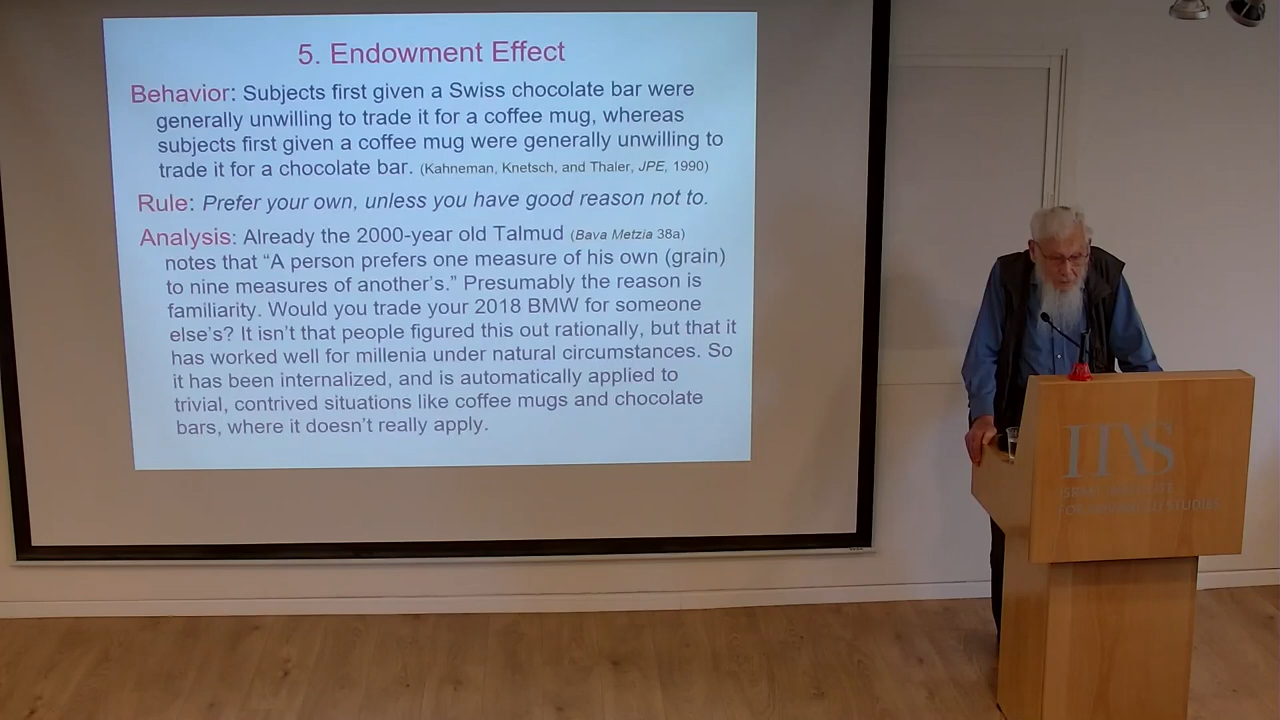 5. Endowment Effect
Behavior: Subjects first given a Swiss chocolate bar were
generally unwilling to trade it for a coffee mug, whereas
subjects first given a coffee mug were generally unwilling to
trade it for a chocolate bar. (Kahneman, Knetsch, and Thaler, JPE, 1990)
Rule: Prefer your own, unless you have good reason not to.
Analysis: Already the 2000-year old Talmud (Bava Metzia 38a)
notes that “A person prefers one measure of his own (grain)
to nine measures of another’s.” Presumably the reason is
familiarity. Would you trade your 2018 BMW for someone
else’s? It isn’t that people figured this out rationally, but that it
has worked well for millenia under natural circumstances. So
it has been internalized, and is automatically applied to
trivial, contrived situations like coffee mugs and chocolate
bars, where it doesn’t really apply.
IIAS
ISRAEL INSTITUTE
FOR ADVANCED STUDIES